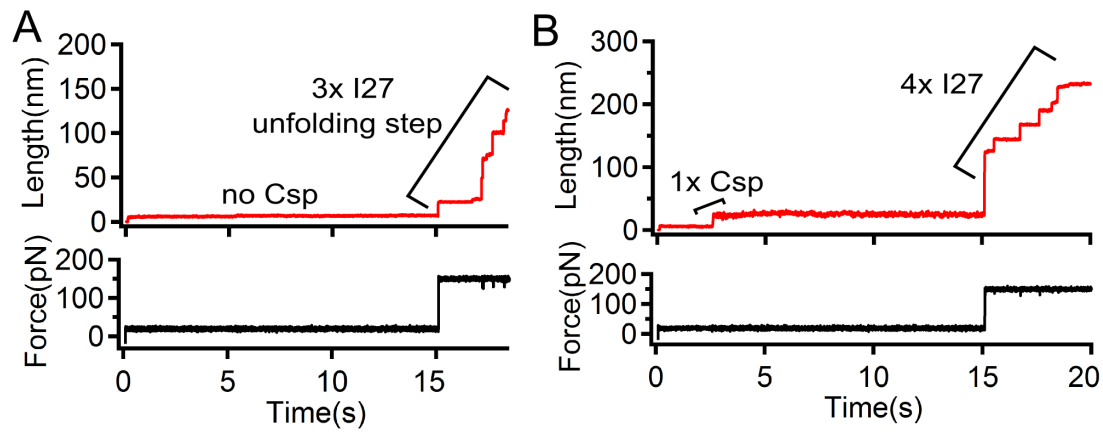 A
Length(nm)
200
150
100
50
0
3x I27
unfolding step
no Csp
Force(pN)
200
100
0
0
5
10
15
Time(s)
B
Length(nm)
300
200
100
0
4x I27
1x Csp
Force(pN)
200
100
0
0
5
10
15
20
Time(s)